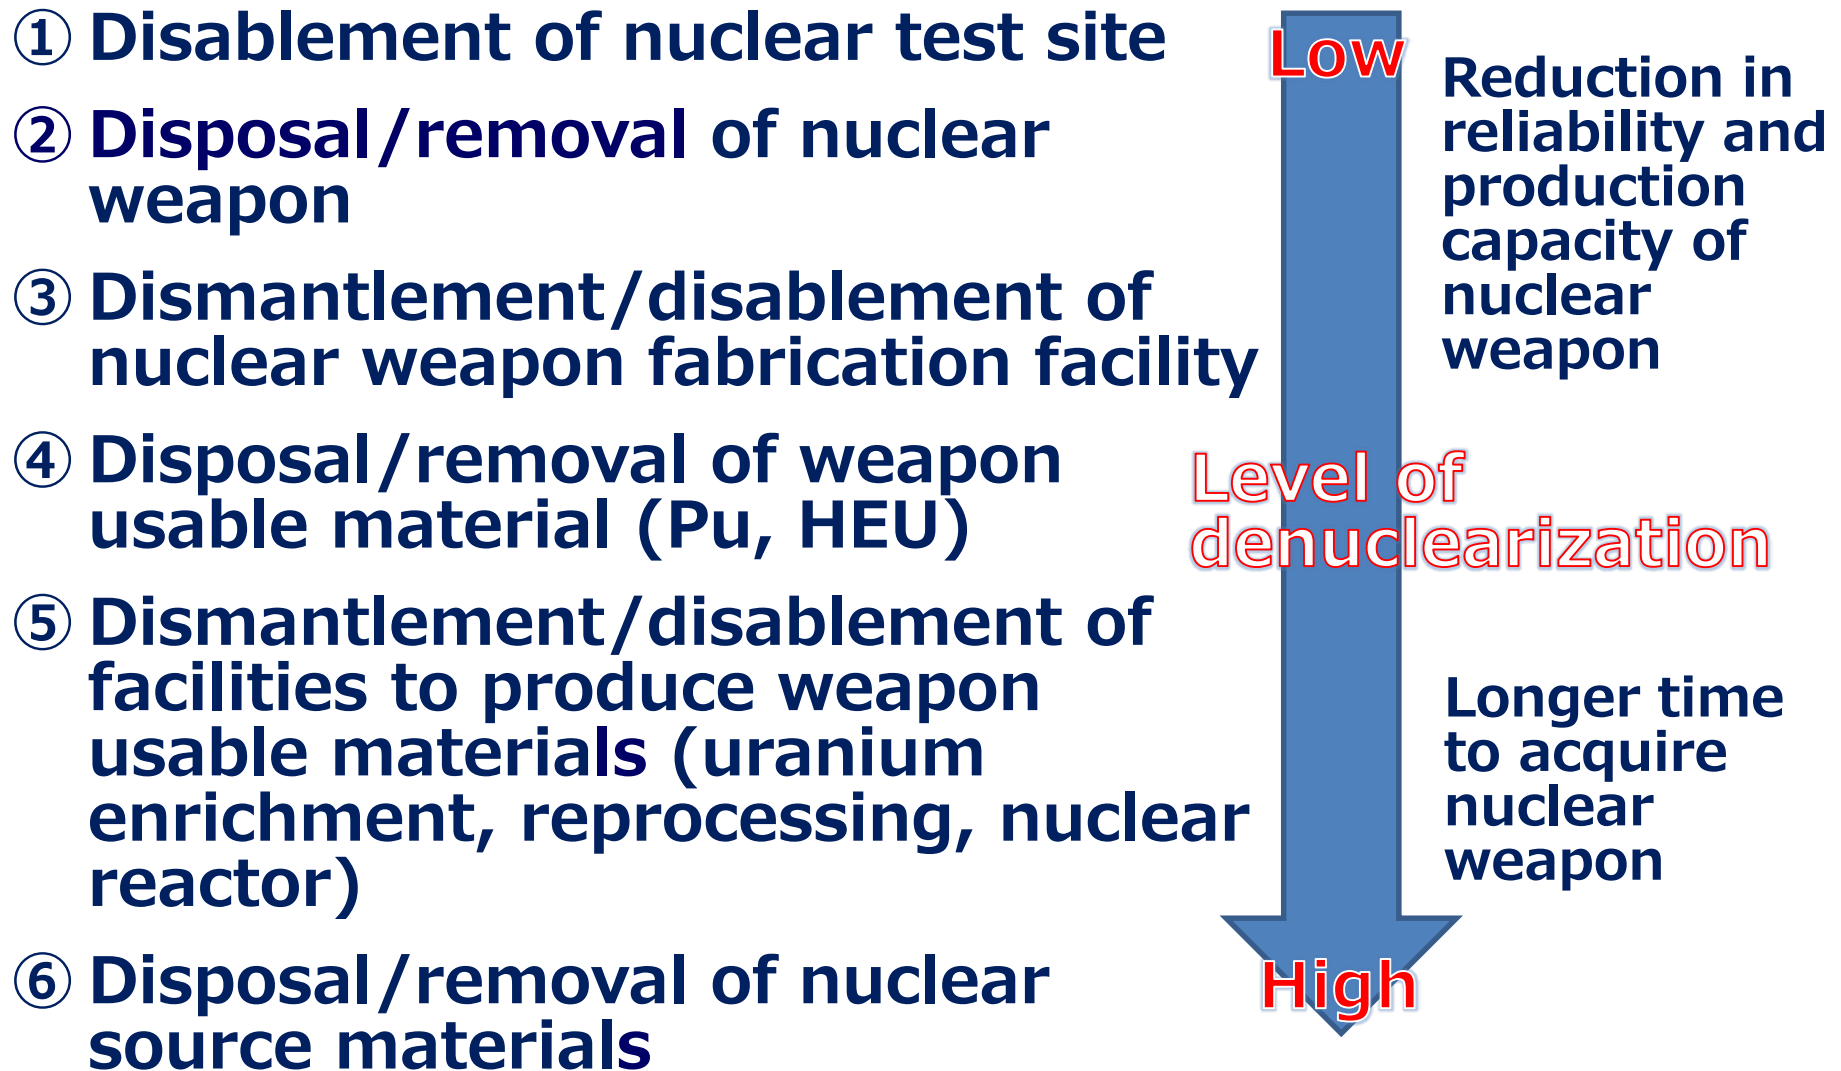 ① Disablement of nuclear test site
② Disposal/removal of nuclear
weapon
③ Dismantlement/disablement of
nuclear weapon fabrication facility
④ Disposal/removal of weapon
usable material (Pu, HEU)
⑤ Dismantlement/disablement of
facilities to produce weapon
usable materials (uranium
enrichment, reprocessing, nuclear
reactor)
⑥ Disposal/removal of nuclear
source materials
Low
Level of
denuclearization
High
Reduction in
reliability and
production
capacity of
nuclear
weapon
Longer time
to acquire
nuclear
weapon